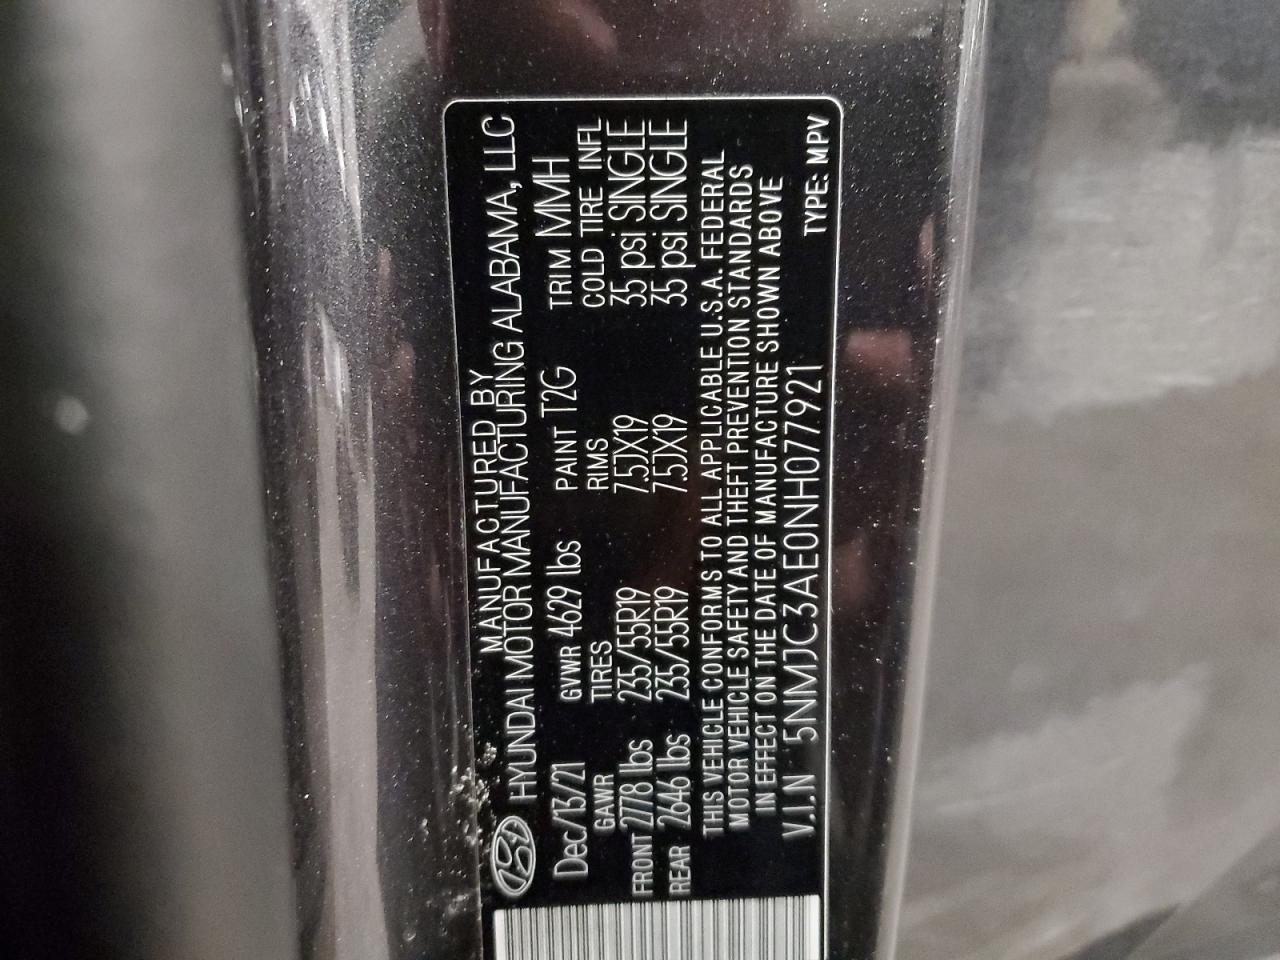 MANUFACTURED BY
HYUNDAI MOTOR MANUFACTURING ALABAMA, LLC
Dec/13/21 GVWR 4629 lbs PAINT T2G TRIM MMH
GAWR TIRES RIMS COLD TIRE INFL
FRONT 2778 lbs 235/55R19 7.5JX19 35 psi SINGLE
REAR 2646 lbs 235/55R19 7.5JX19 35 psi SINGLE
THIS VEHICLE CONFORMS TO ALL APPLICABLE U.S.A. FEDERAL
MOTOR VEHICLE SAFETY AND THEFT PREVENTION STANDARDS
IN EFFECT ON THE DATE OF MANUFACTURE SHOWN ABOVE
V.I.N 5NMJC3AE0NH077921 TYPE: MPV